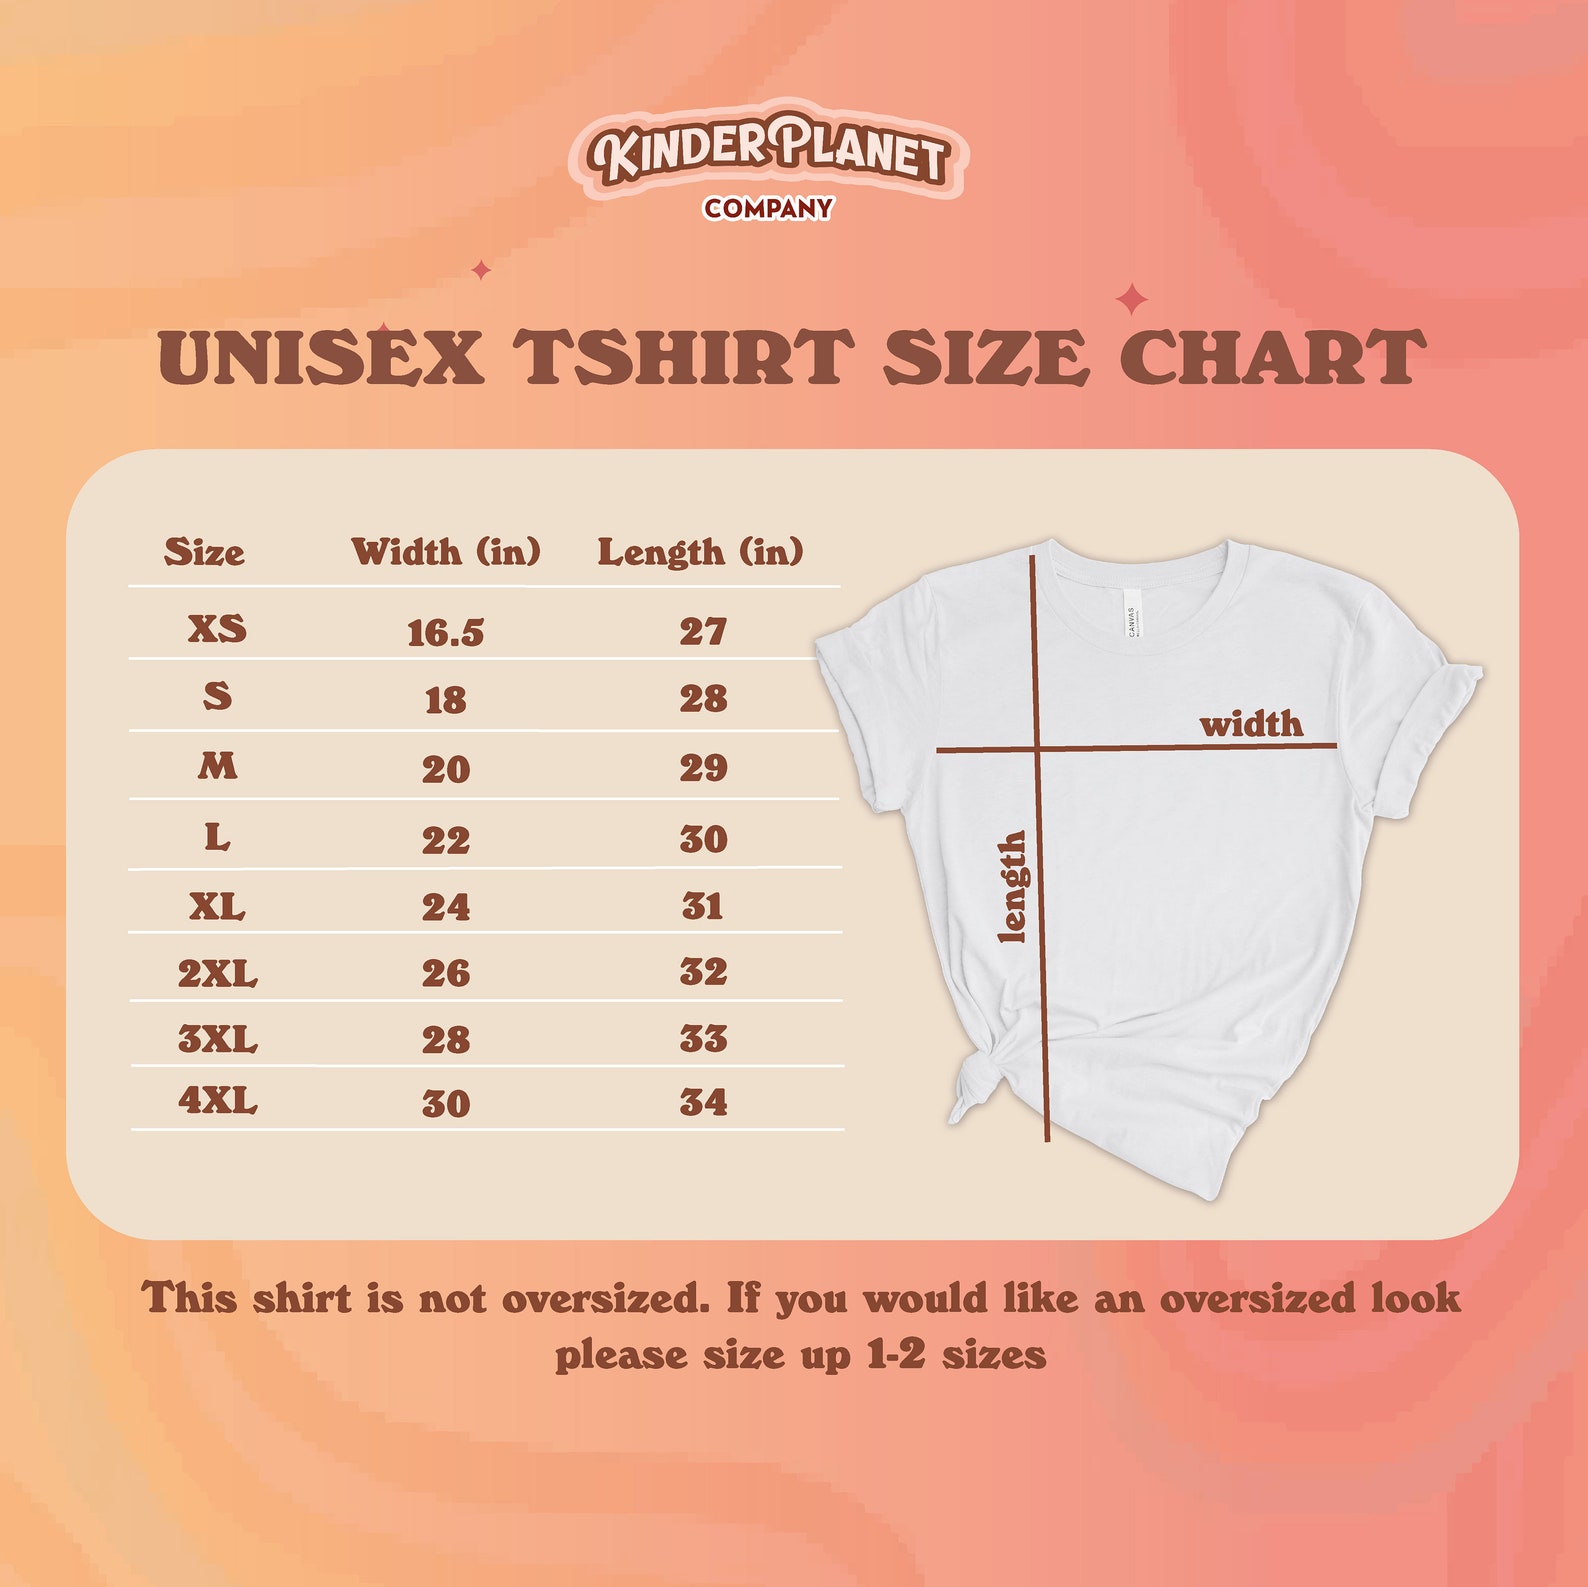 KINDER PLANET
COMPANY
UNISEX TSHIRT SIZE CHART
Size Width (in) Length (in)
XS 16.5 27
S 18 28
M 20 29
L 22 30
XL 24 31
2XL 26 32
3XL 28 33
4XL 30 34
CANVAS
width
length
This shirt is not oversized. If you would like an oversized look
please size up 1-2 sizes